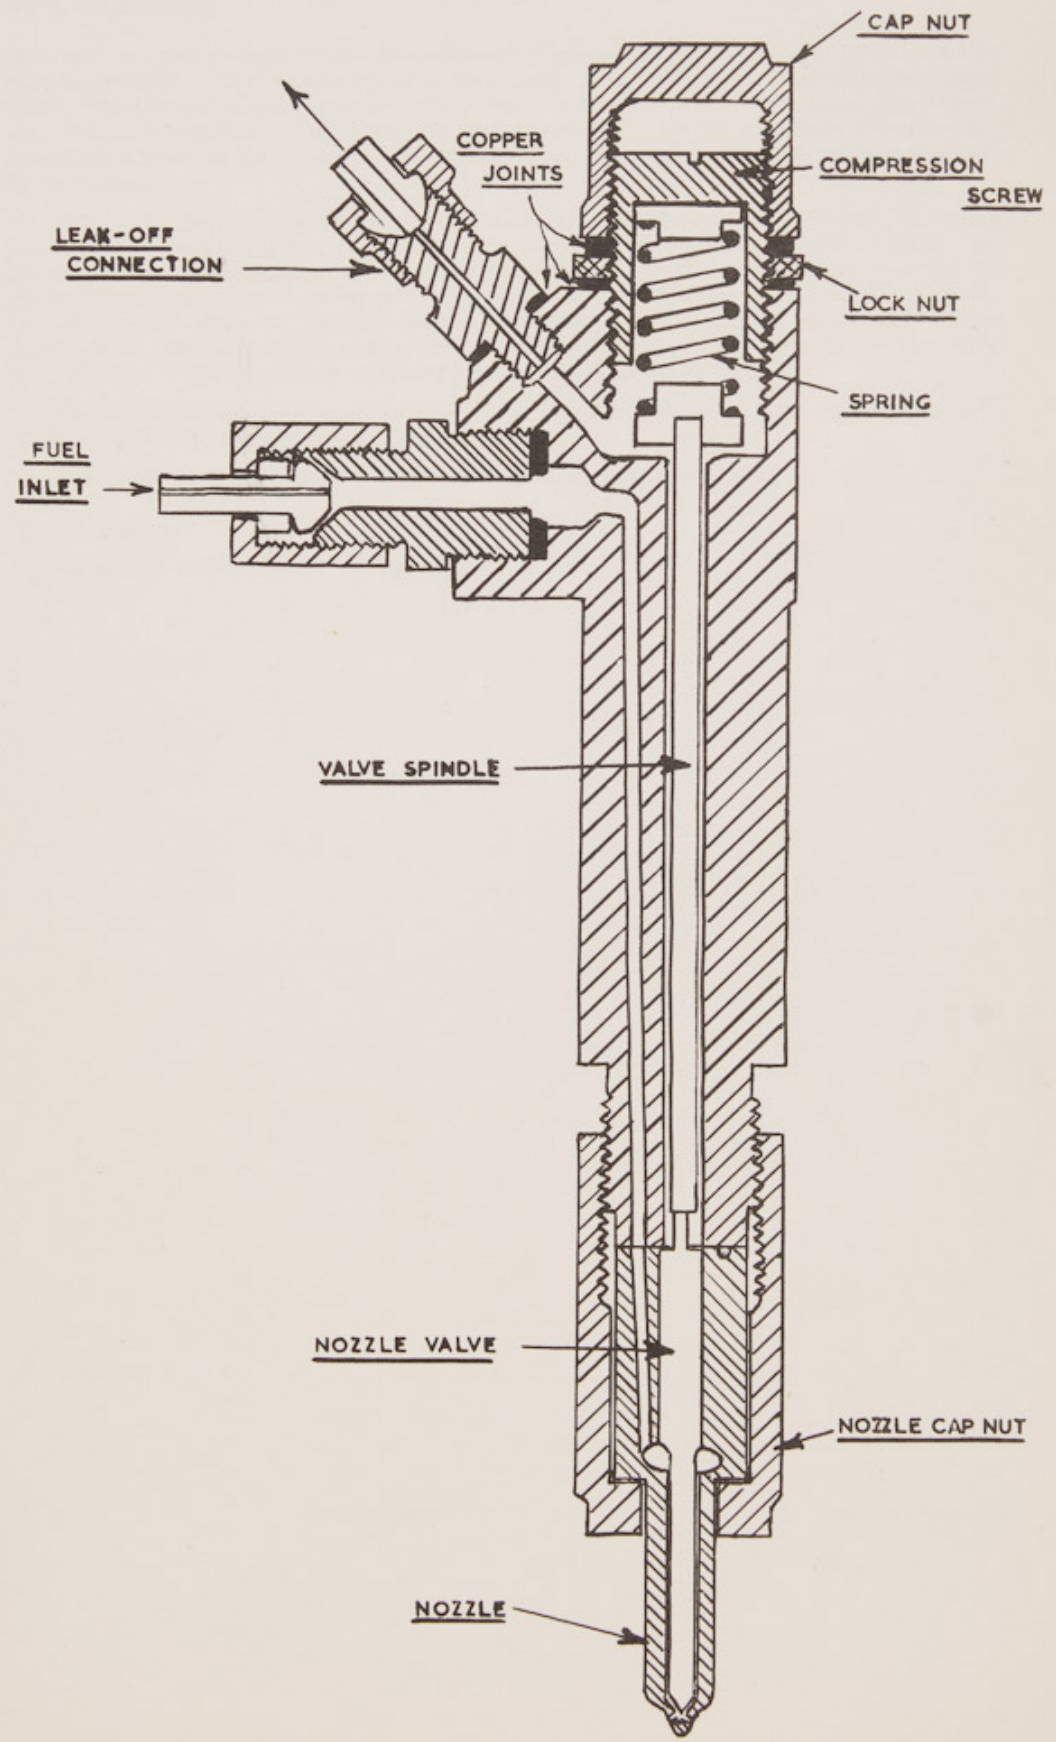 CAP NUT
COPPER
JOINTS
COMPRESSION
SCREW
LEAK-OFF
CONNECTION
LOCK NUT
SPRING
FUEL
INLET
VALVE SPINDLE
NOZZLE VALVE
NOZZLE CAP NUT
NOZZLE